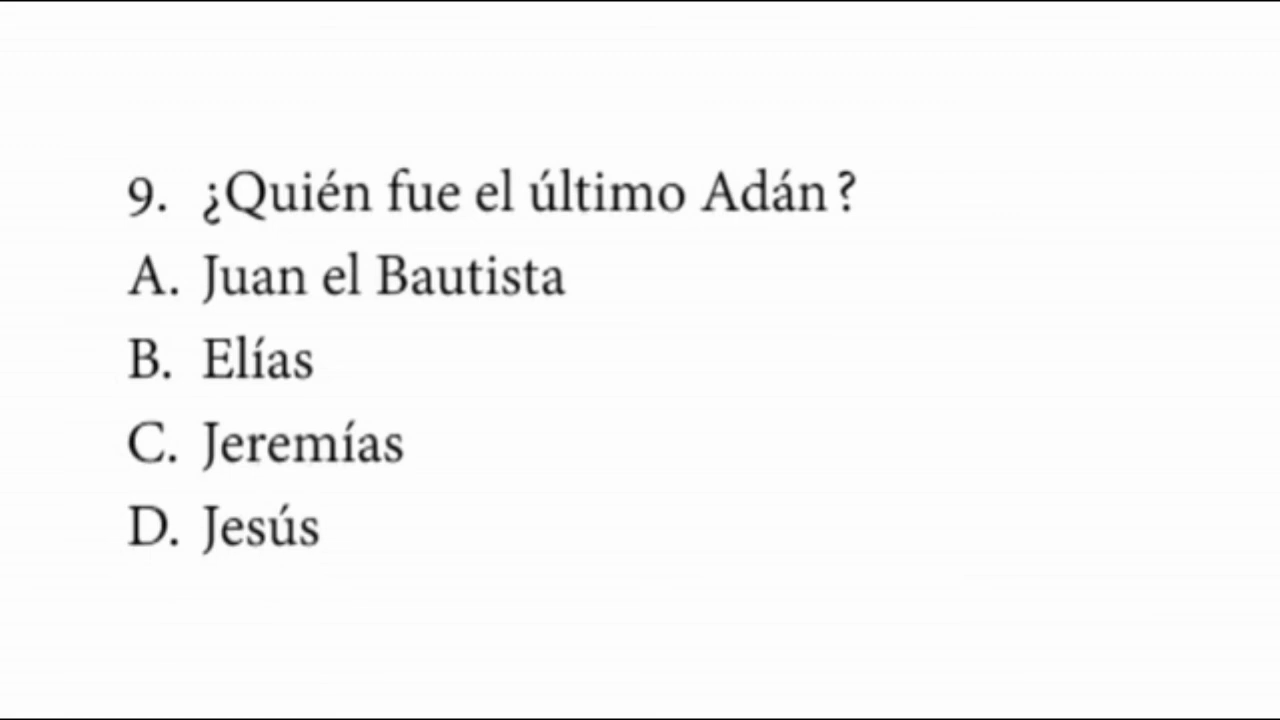 9. ¿Quién fue el último Adán?
A. Juan el Bautista
B. Elías
C. Jeremías
D. Jesús